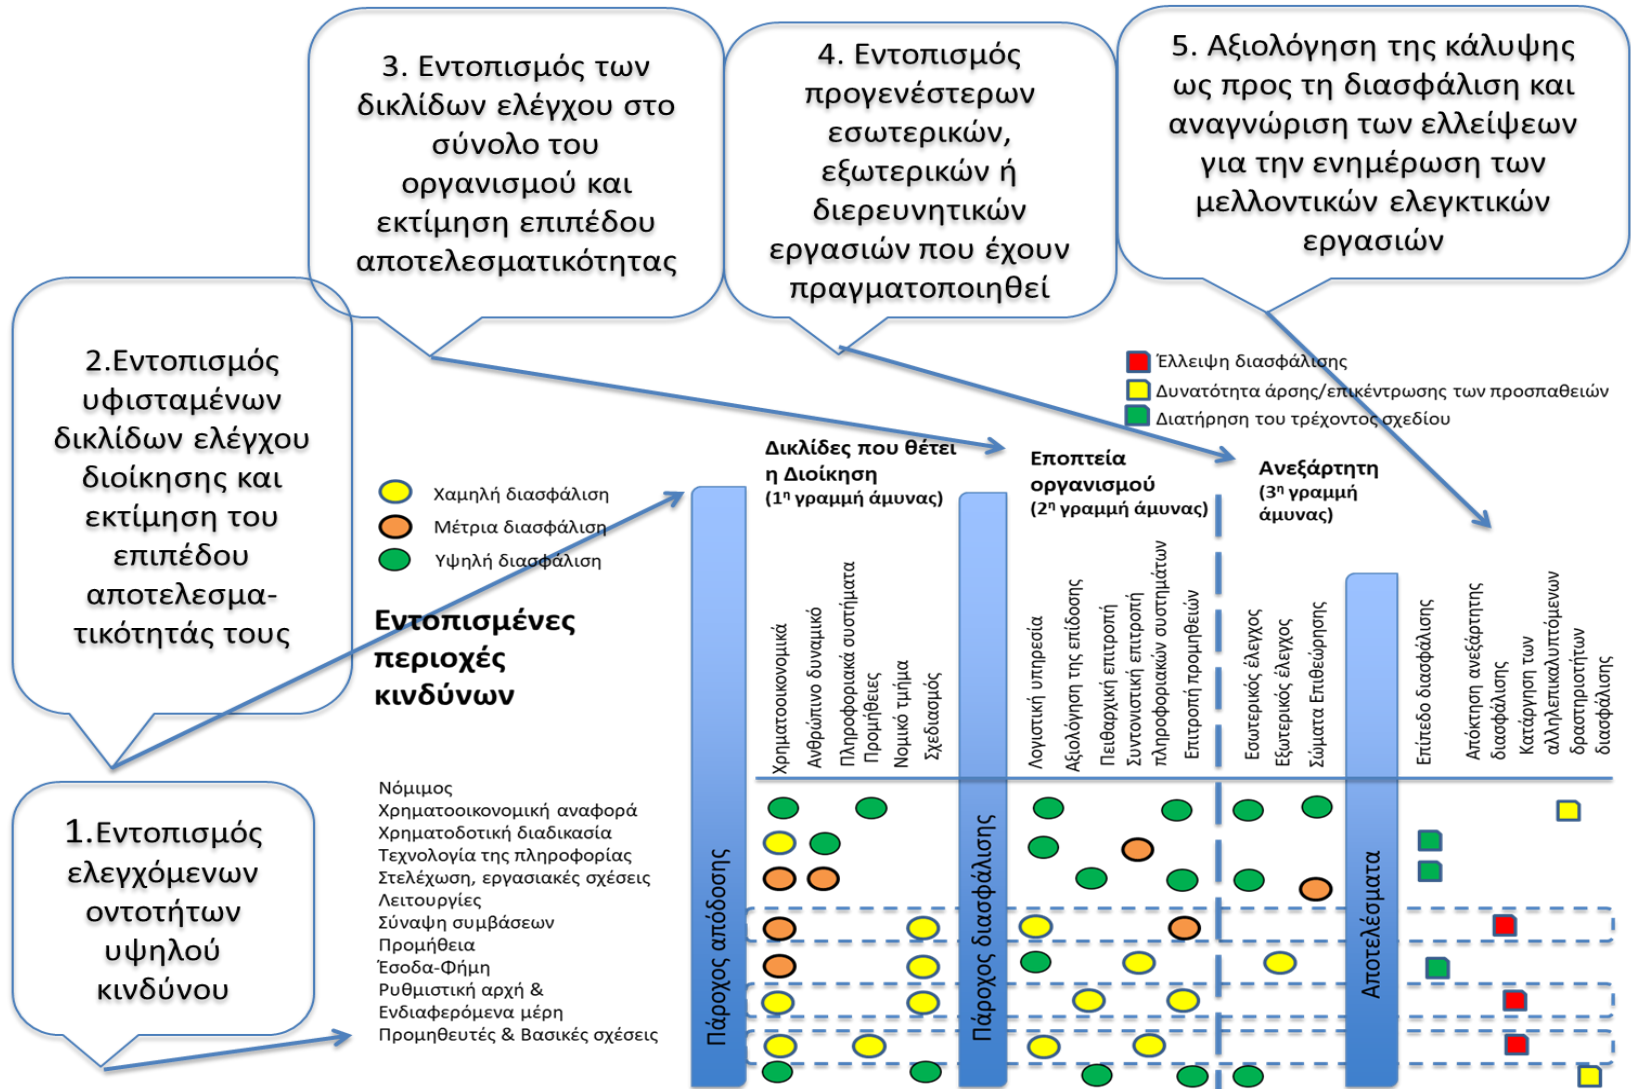 3. Εντοπισμός των
δικλίδων ελέγχου στο
σύνολο του
οργανισμού και
εκτίμηση επιπέδου
αποτελεσματικότητας
4. Εντοπισμός
προγενέστερων
εσωτερικών,
εξωτερικών ή
διερευνητικών
εργασιών που έχουν
πραγματοποιηθεί
5. Αξιολόγηση της κάλυψης
ως προς τη διασφάλιση και
αναγνώριση των ελλείψεων
για την ενημέρωση των
μελλοντικών ελεγκτικών
εργασιών
2.Εντοπισμός
υφισταμένων
δικλίδων ελέγχου
διοίκησης και
εκτίμηση του
επιπέδου
αποτελεσμα-
τικότητάς τους
1.Εντοπισμός
ελεγχόμενων
οντοτήτων
υψηλού
κινδύνου
Έλλειψη διασφάλισης
Δυνατότητα άρσης/επικέντρωσης των προσπαθειών
Διατήρηση του τρέχοντος σχεδίου
Χαμηλή διασφάλιση
Μέτρια διασφάλιση
Υψηλή διασφάλιση
Εντοπισμένες
περιοχές
κινδύνων
Δικλίδες που θέτει
η Διοίκηση
(1η γραμμή άμυνας)
Εποπτεία
οργανισμού
(2η γραμμή άμυνας)
Ανεξάρτητη
(3η γραμμή
άμυνας)
Χρηματοοικονομικά
Ανθρώπινο δυναμικό
Πληροφοριακά συστήματα
Προμήθειες
Νομικό τμήμα
Σχεδιασμός
Λογιστική υπηρεσία
Αξιολόγηση της επίδοσης
Πειθαρχική επιτροπή
Συντονιστική επιτροπή
πληροφοριακών συστημάτων
Επιτροπή προμηθειών
Εσωτερικός έλεγχος
Εξωτερικός έλεγχος
Σώματα Επιθεώρησης
Επίπεδο διασφάλισης
Απόκτηση ανεξάρτητης
διασφάλισης
Κατάργηση των
αλληλεπικαλυπτόμενων
δραστηριοτήτων
διασφάλισης
Πάροχος απόδοσης
Πάροχος διασφάλισης
Αποτελέσματα
Νόμιμος
Χρηματοοικονομική αναφορά
Χρηματοδοτική διαδικασία
Τεχνολογία της πληροφορίας
Στελέχωση, εργασιακές σχέσεις
Λειτουργίες
Σύναψη συμβάσεων
Προμήθεια
Έσοδα-Φήμη
Ρυθμιστική αρχή &
Ενδιαφερόμενα μέρη
Προμηθευτές & Βασικές σχέσεις